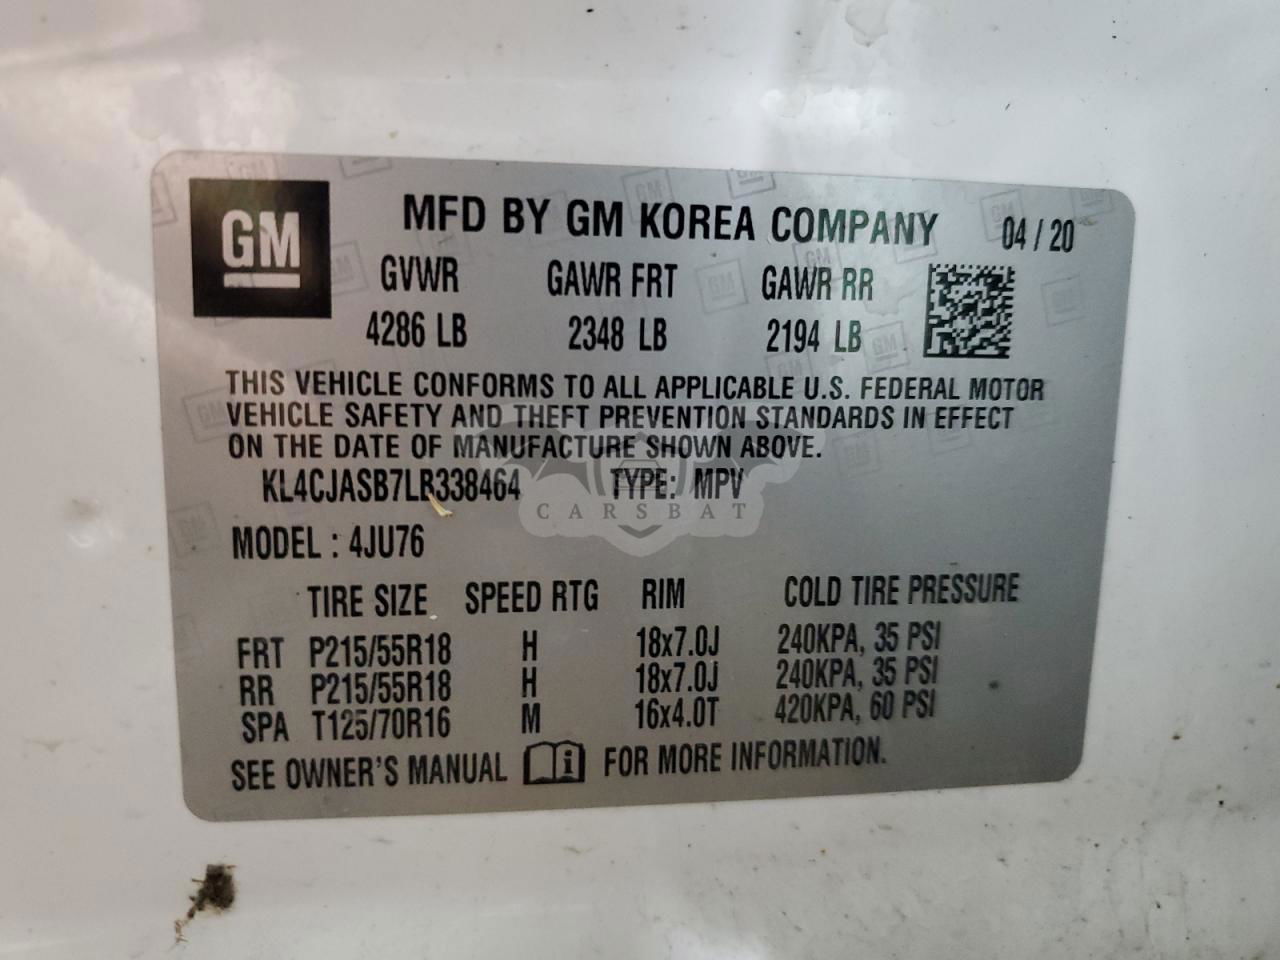 GM
MFD BY GM KOREA COMPANY 04 / 20
GVWR GAWR FRT GAWR RR
4286 LB 2348 LB 2194 LB
THIS VEHICLE CONFORMS TO ALL APPLICABLE U.S. FEDERAL MOTOR
VEHICLE SAFETY AND THEFT PREVENTION STANDARDS IN EFFECT
ON THE DATE OF MANUFACTURE SHOWN ABOVE.
KL4CJASB7LB338464 TYPE: MPV
CARSBAT
MODEL : 4JU76
TIRE SIZE SPEED RTG RIM COLD TIRE PRESSURE
FRT P215/55R18 H 18x7.0J 240KPA, 35 PSI
RR P215/55R18 H 18x7.0J 240KPA, 35 PSI
SPA T125/70R16 M 16x4.0T 420KPA, 60 PSI
SEE OWNER'S MANUAL i FOR MORE INFORMATION.